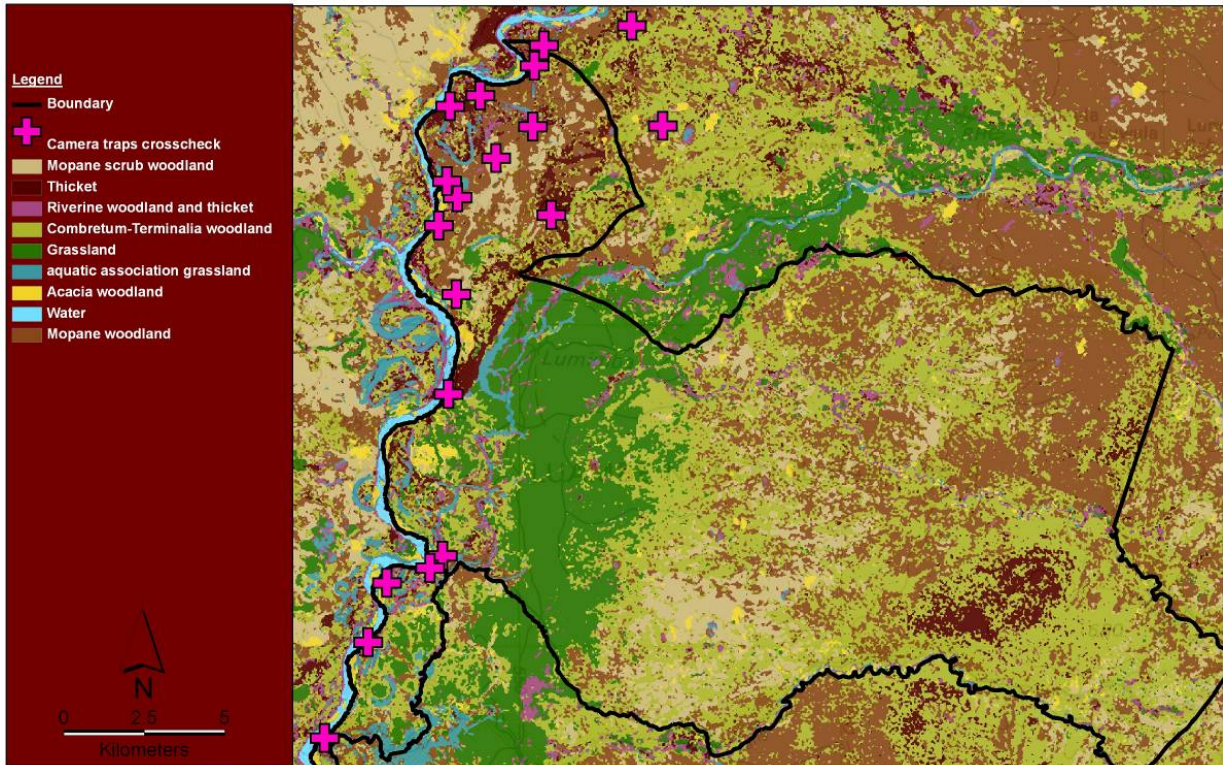 Legend
Boundary
Camera traps crosscheck
Mopane scrub woodland
Thicket
Riverine woodland and thicket
Combretum-Terminalia woodland
Grassland
aquatic association grassland
Acacia woodland
Water
Mopane woodland
N
0 2.5 5
Kilometers